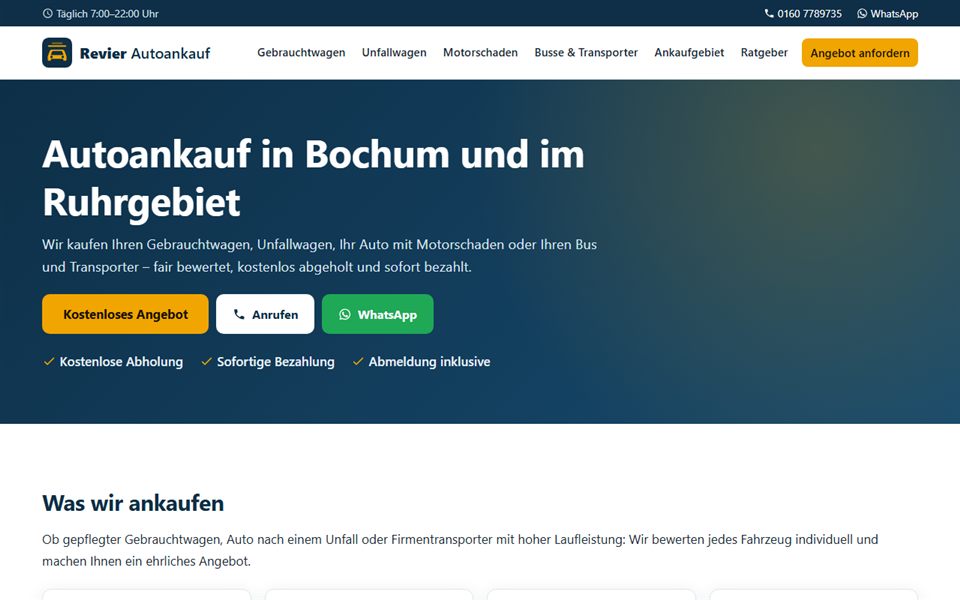 Täglich 7:00–22:00 Uhr
0160 7789735
WhatsApp
Revier Autoankauf
Gebrauchtwagen
Unfallwagen
Motorschaden
Busse & Transporter
Ankaufgebiet
Ratgeber
Angebot anfordern
Autoankauf in Bochum und im
Ruhrgebiet
Wir kaufen Ihren Gebrauchtwagen, Unfallwagen, Ihr Auto mit Motorschaden oder Ihren Bus
und Transporter – fair bewertet, kostenlos abgeholt und sofort bezahlt.
Kostenloses Angebot
Anrufen
WhatsApp
Kostenlose Abholung
Sofortige Bezahlung
Abmeldung inklusive
Was wir ankaufen
Ob gepflegter Gebrauchtwagen, Auto nach einem Unfall oder Firmentransporter mit hoher Laufleistung: Wir bewerten jedes Fahrzeug individuell und
machen Ihnen ein ehrliches Angebot.